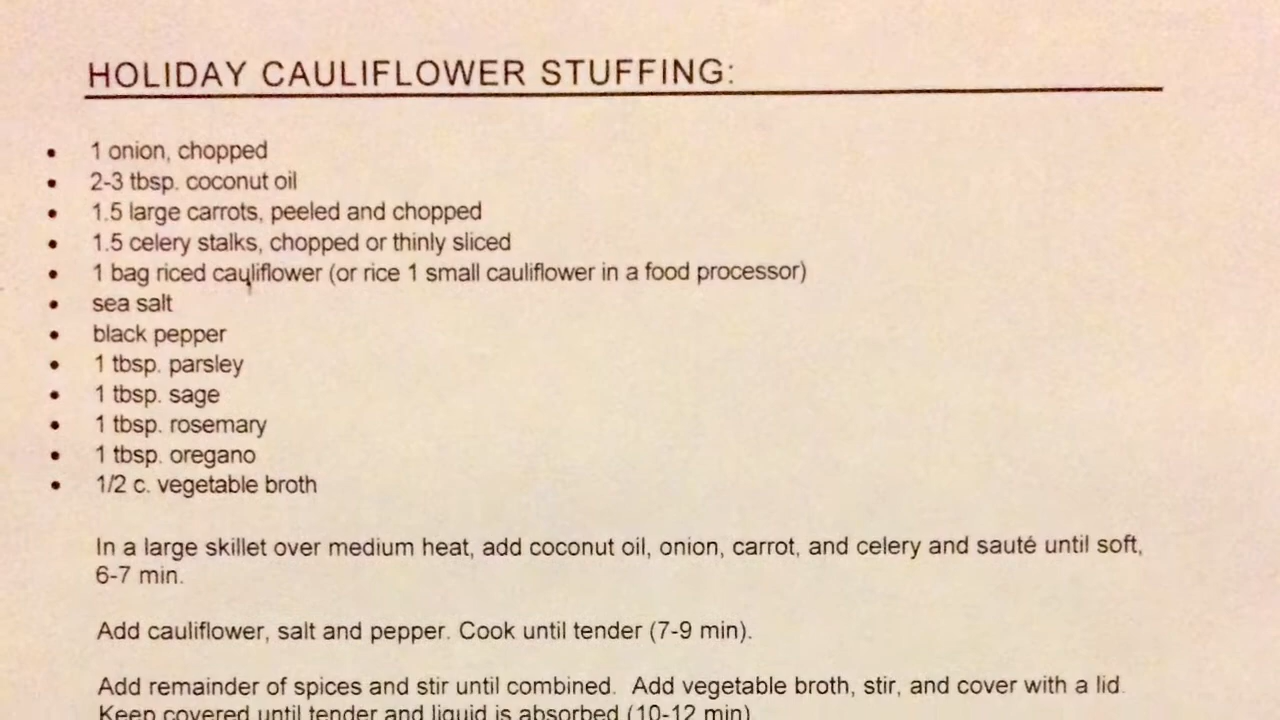 HOLIDAY CAULIFLOWER STUFFING:
• 1 onion, chopped
• 2-3 tbsp. coconut oil
• 1.5 large carrots, peeled and chopped
• 1.5 celery stalks, chopped or thinly sliced
• 1 bag riced cauliflower (or rice 1 small cauliflower in a food processor)
• sea salt
• black pepper
• 1 tbsp. parsley
• 1 tbsp. sage
• 1 tbsp. rosemary
• 1 tbsp. oregano
• 1/2 c. vegetable broth
In a large skillet over medium heat, add coconut oil, onion, carrot, and celery and sauté until soft,
6-7 min.
Add cauliflower, salt and pepper. Cook until tender (7-9 min).
Add remainder of spices and stir until combined.  Add vegetable broth, stir, and cover with a lid.
Keep covered until tender and liquid is absorbed (10-12 min).